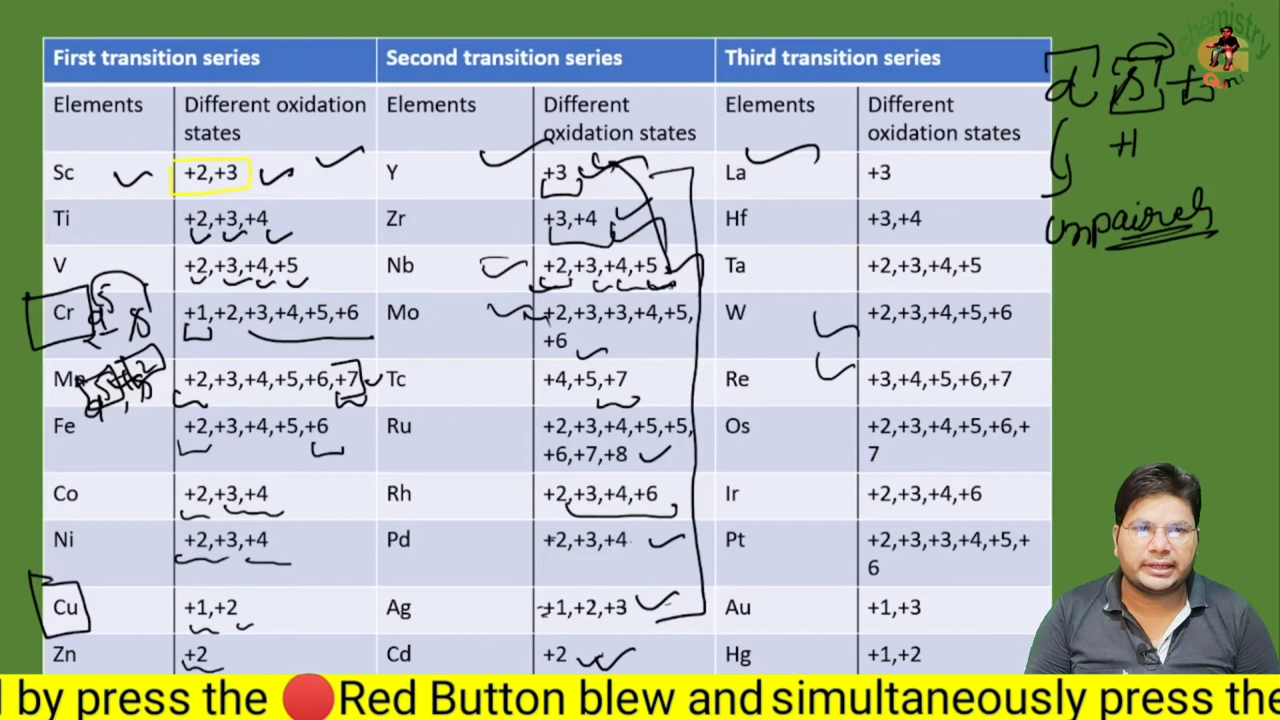 First transition series Second transition series Third transition series
Elements Different oxidation states Elements Different oxidation states Elements Different oxidation states
Sc +2,+3 Y +3 La +3
Ti +2,+3,+4 Zr +3,+4 Hf +3,+4
V +2,+3,+4,+5 Nb +2,+3,+4,+5 Ta +2,+3,+4,+5
Cr +1,+2,+3,+4,+5,+6 Mo +2,+3,+3,+4,+5,+6 W +2,+3,+4,+5,+6
+2,+3,+4,+5,+6,+7 Tc +4,+5,+7 Re +3,+4,+5,+6,+7
Fe +2,+3,+4,+5,+6 Ru +2,+3,+4,+5,+5,+6,+7,+8 Os +2,+3,+4,+5,+6,+7
Co +2,+3,+4 Rh +2,+3,+4,+6 Ir +2,+3,+4,+6
Ni +2,+3,+4 Pd +2,+3,+4 Pt +2,+3,+3,+4,+5,+6
Cu +1,+2 Ag +1,+2,+3 Au +1,+3
Zn +2 Cd +2 Hg +1,+2
chemistry
unpaired
by press the Red Button blew and simultaneously press the